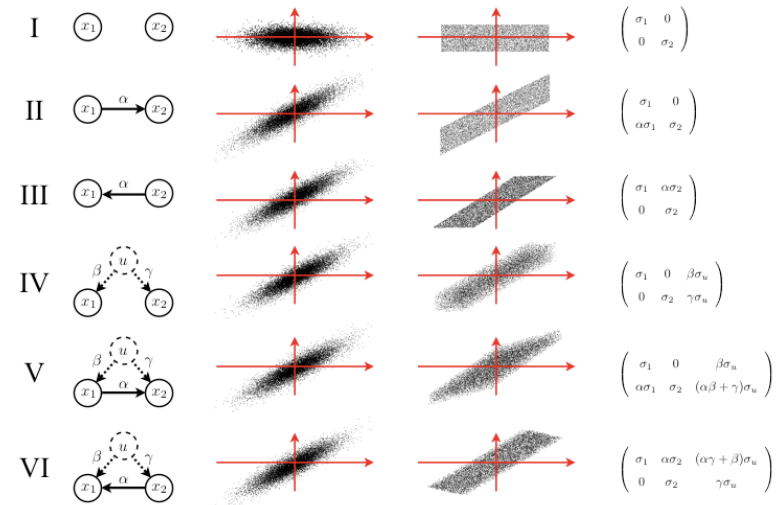 I x₁ x₂ ( σ₁ 0 )
( 0 σ₂ )
II x₁ α x₂ ( σ₁ 0 )
( ασ₁ σ₂ )
III x₁ α x₂ ( σ₁ ασ₂ )
( 0 σ₂ )
IV β u γ x₁ x₂ ( σ₁ 0 βσᵤ )
( 0 σ₂ γσᵤ )
V β u γ x₁ α x₂ ( σ₁ 0 βσᵤ )
( ασ₁ σ₂ (αβ + γ)σᵤ )
VI β u γ x₁ α x₂ ( σ₁ ασ₂ (αγ + β)σᵤ )
( 0 σ₂ γσᵤ )